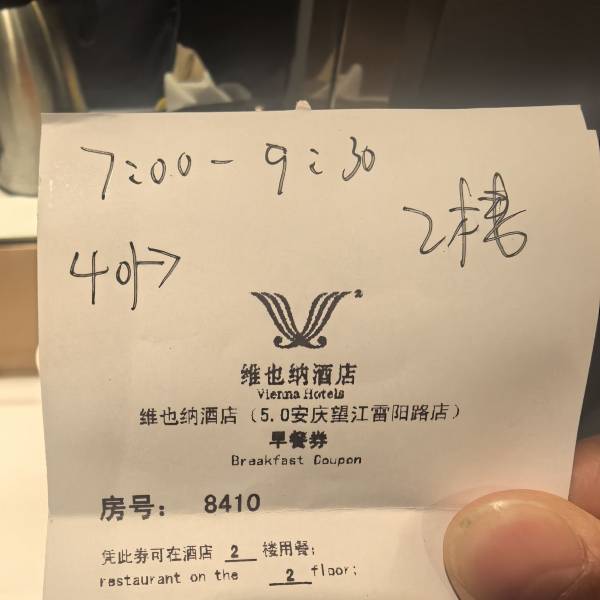 7:00-9:30
2楼
4
2
维也纳酒店
Vienna Hotels
维也纳酒店（5.0安庆望江雷阳路店）
早餐券
Breakfast Coupon
房号： 8410
凭此券可在酒店 2 楼用餐;
restaurant on the 2 floor;